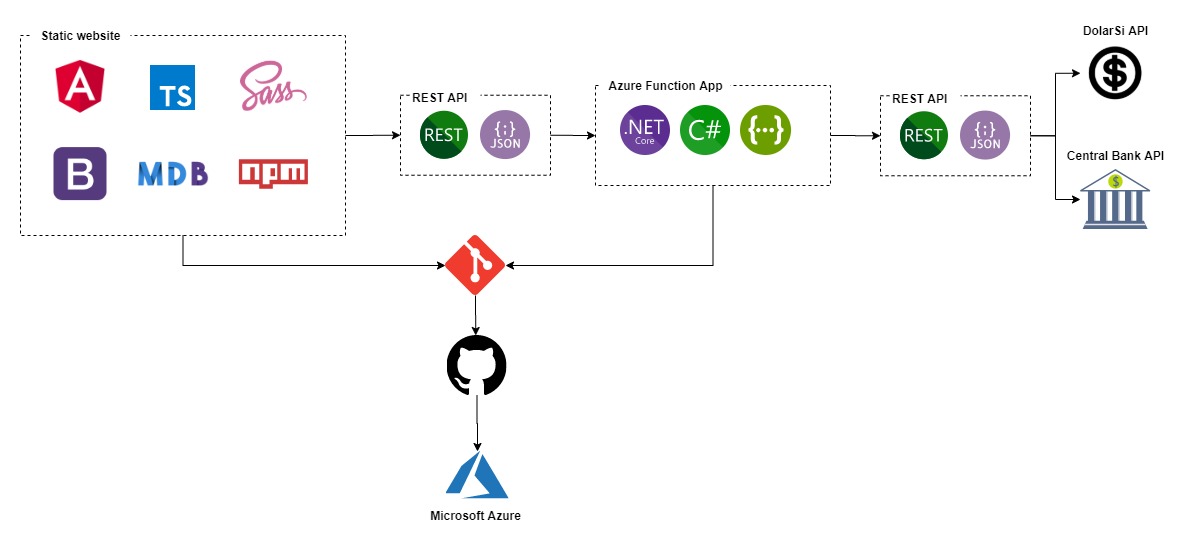 Static website
A
TS
Sass
B
MDB
npm
REST API
REST
{;}
JSON
Azure Function App
.NET
Core
C#
{···}
REST API
REST
{;}
JSON
DolarSi API
$
Central Bank API
$
Microsoft Azure